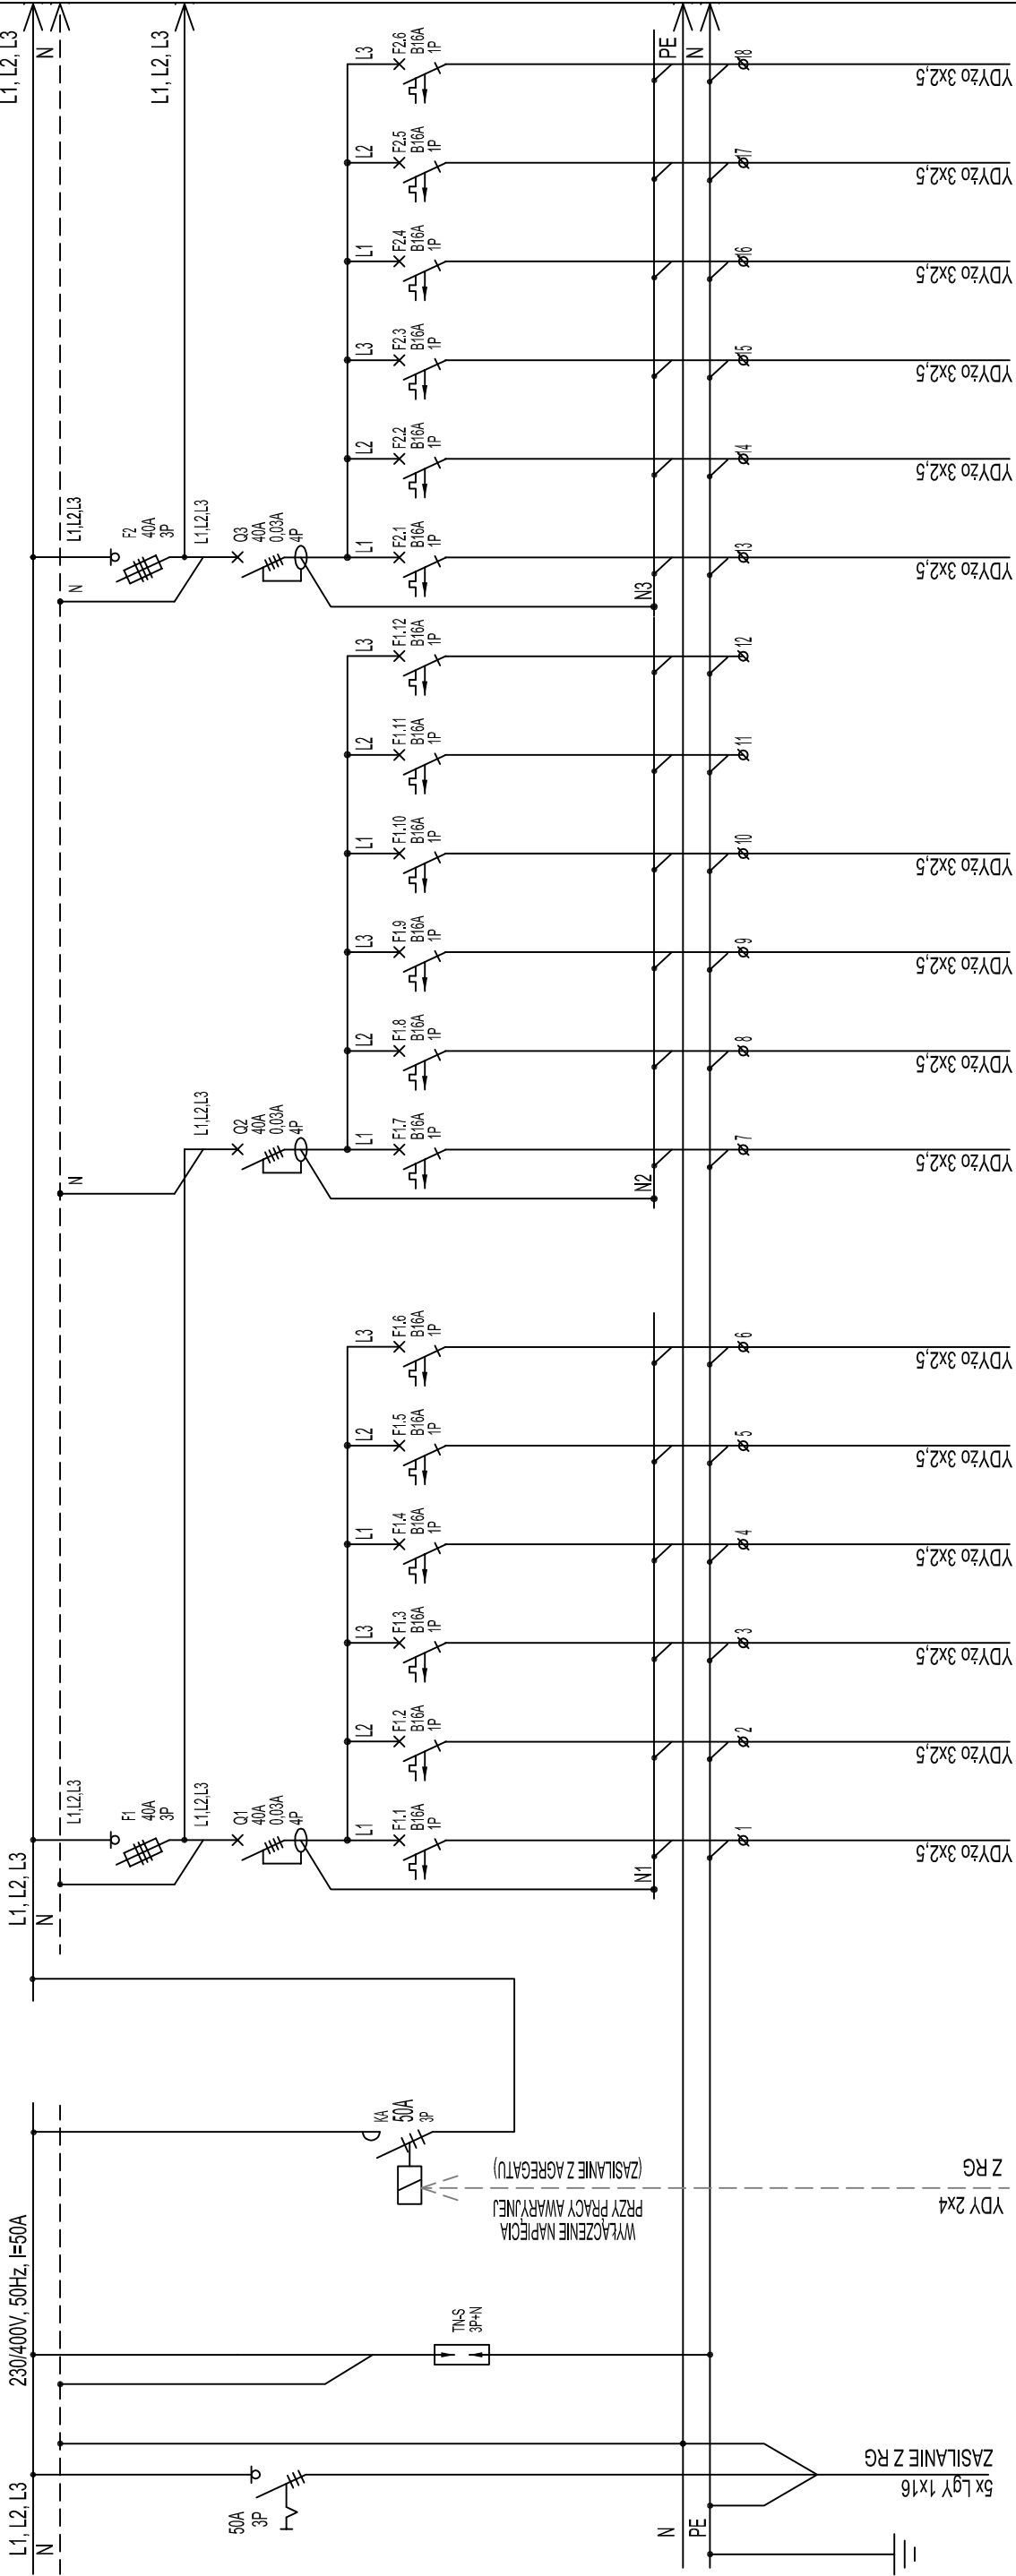 L1, L2, L3
N
230/400V, 50Hz, I=50A
50A
3P
N
PE
5x LgY 1x16
ZASILANIE Z RG
TN-S
3P+N
KA
50A
3P
WYŁĄCZENIE NAPIĘCIA
PRZY PRACY AWARYJNEJ
(ZASILANIE Z AGREGATU)
YDY 2x4
Z RG
L1, L2, L3
N
L1,L2,L3
F1
40A
3P
L1,L2,L3
Q1
40A
0,03A
4P
N1
L1
F1.1
B16A
1P
1
YDYżo 3x2,5
L2
F1.2
B16A
1P
2
YDYżo 3x2,5
L3
F1.3
B16A
1P
3
YDYżo 3x2,5
L1
F1.4
B16A
1P
4
YDYżo 3x2,5
L2
F1.5
B16A
1P
5
YDYżo 3x2,5
L3
F1.6
B16A
1P
6
YDYżo 3x2,5
N
L1,L2,L3
Q2
40A
0,03A
4P
N2
L1
F1.7
B16A
1P
7
YDYżo 3x2,5
L2
F1.8
B16A
1P
8
YDYżo 3x2,5
L3
F1.9
B16A
1P
9
YDYżo 3x2,5
L1
F1.10
B16A
1P
10
YDYżo 3x2,5
L2
F1.11
B16A
1P
11
L3
F1.12
B16A
1P
12
N
L1,L2,L3
F2
40A
3P
L1,L2,L3
Q3
40A
0,03A
4P
N3
L1
F2.1
B16A
1P
13
YDYżo 3x2,5
L2
F2.2
B16A
1P
14
YDYżo 3x2,5
L3
F2.3
B16A
1P
15
YDYżo 3x2,5
L1
F2.4
B16A
1P
16
YDYżo 3x2,5
L2
F2.5
B16A
1P
17
YDYżo 3x2,5
L3
F2.6
B16A
1P
18
YDYżo 3x2,5
L1, L2, L3
N
L1, L2, L3
PE
N